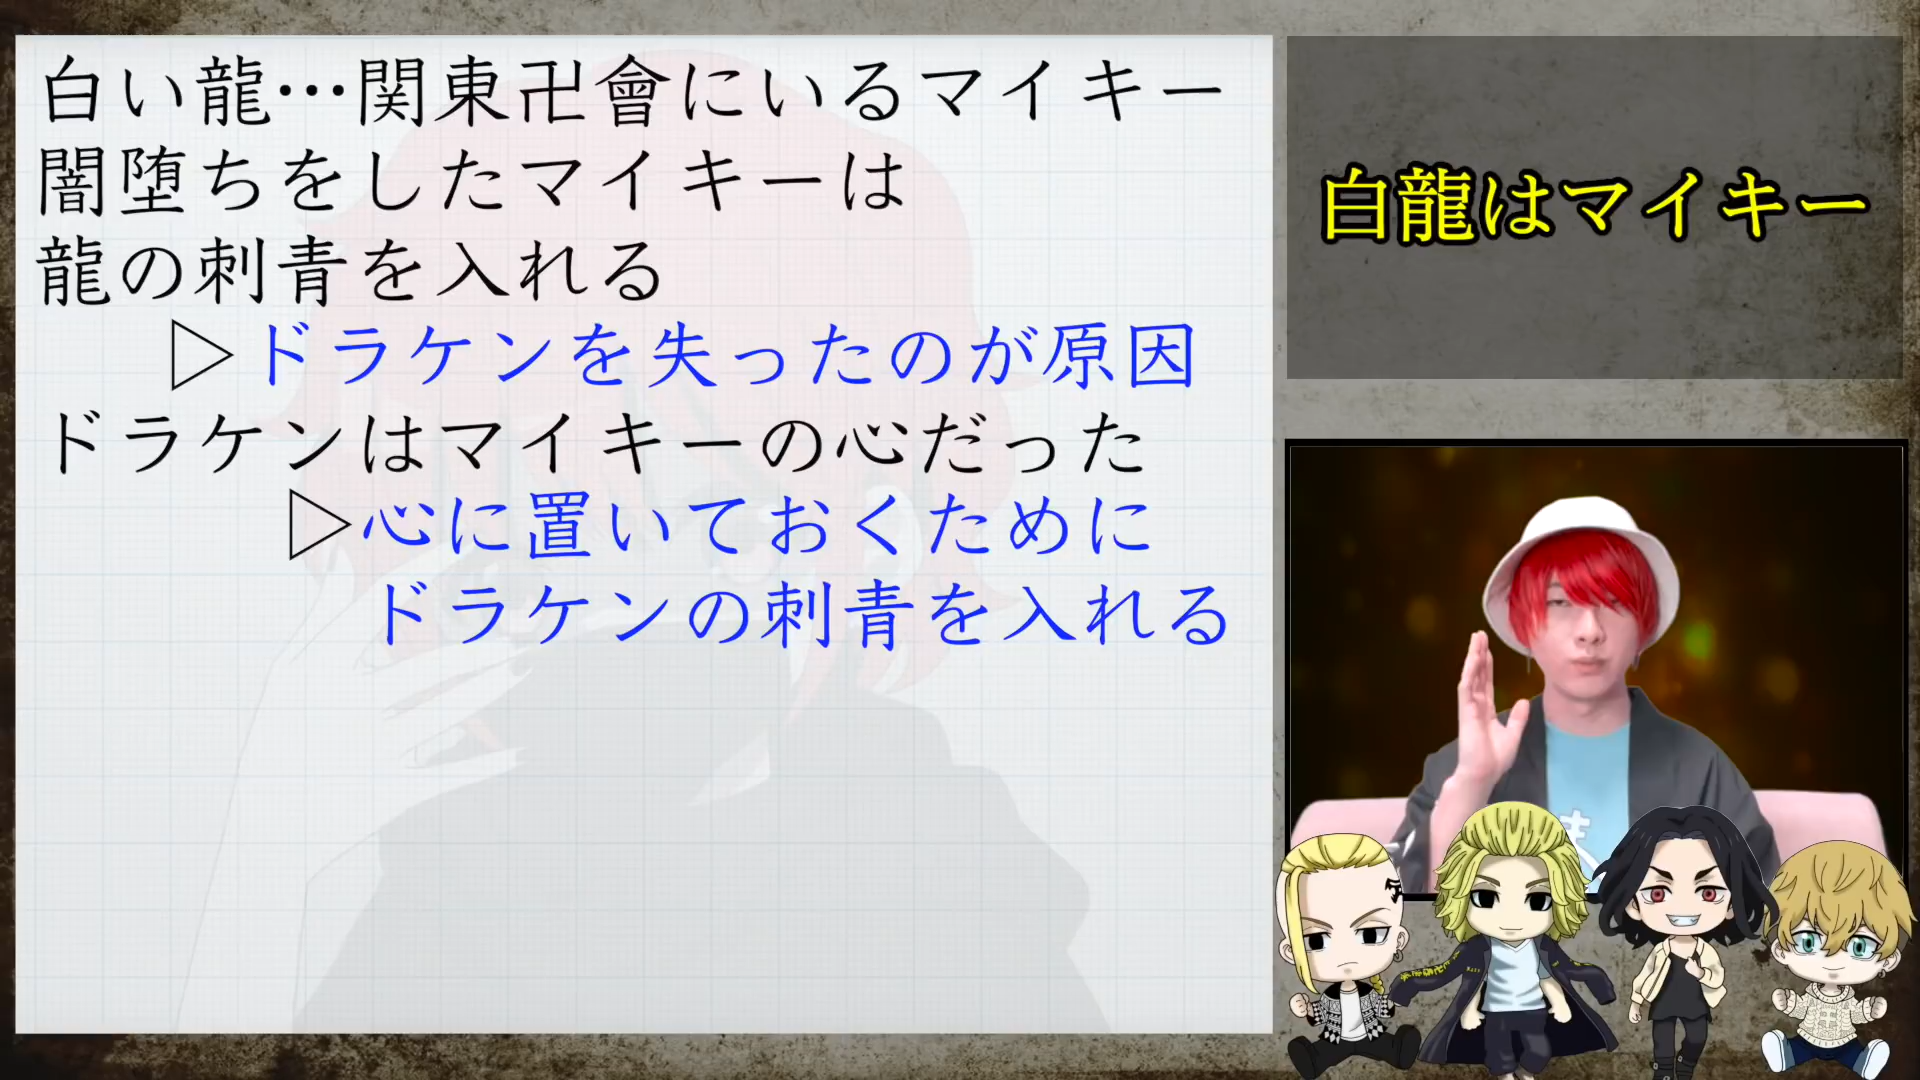 白い龍…関東卍會にいるマイキー
闇堕ちをしたマイキーは
龍の刺青を入れる
▷ドラケンを失ったのが原因
ドラケンはマイキーの心だった
▷心に置いておくために
ドラケンの刺青を入れる
白龍はマイキー